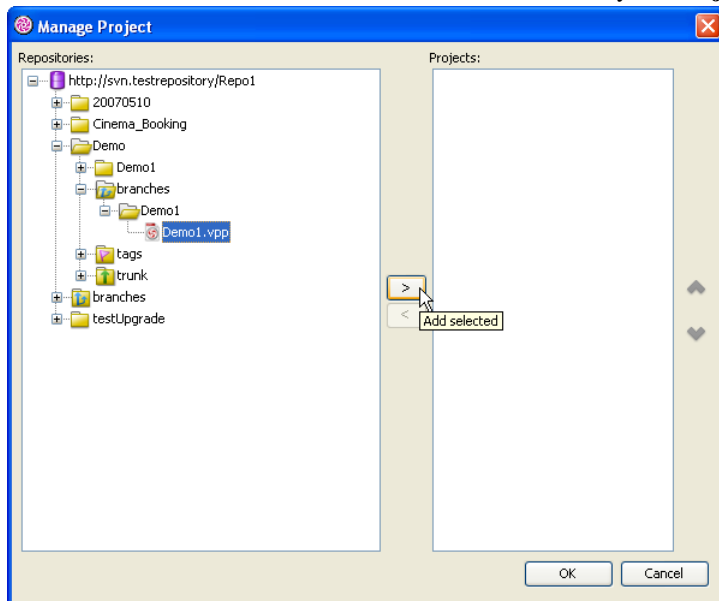 Manage Project
Repositories:
Projects:
http://svn.testrepository/Repo1
20070510
Cinema_Booking
Demo
Demo1
branches
Demo1
Demo1.vpp
tags
trunk
branches
testUpgrade
>
<
Add selected
OK
Cancel